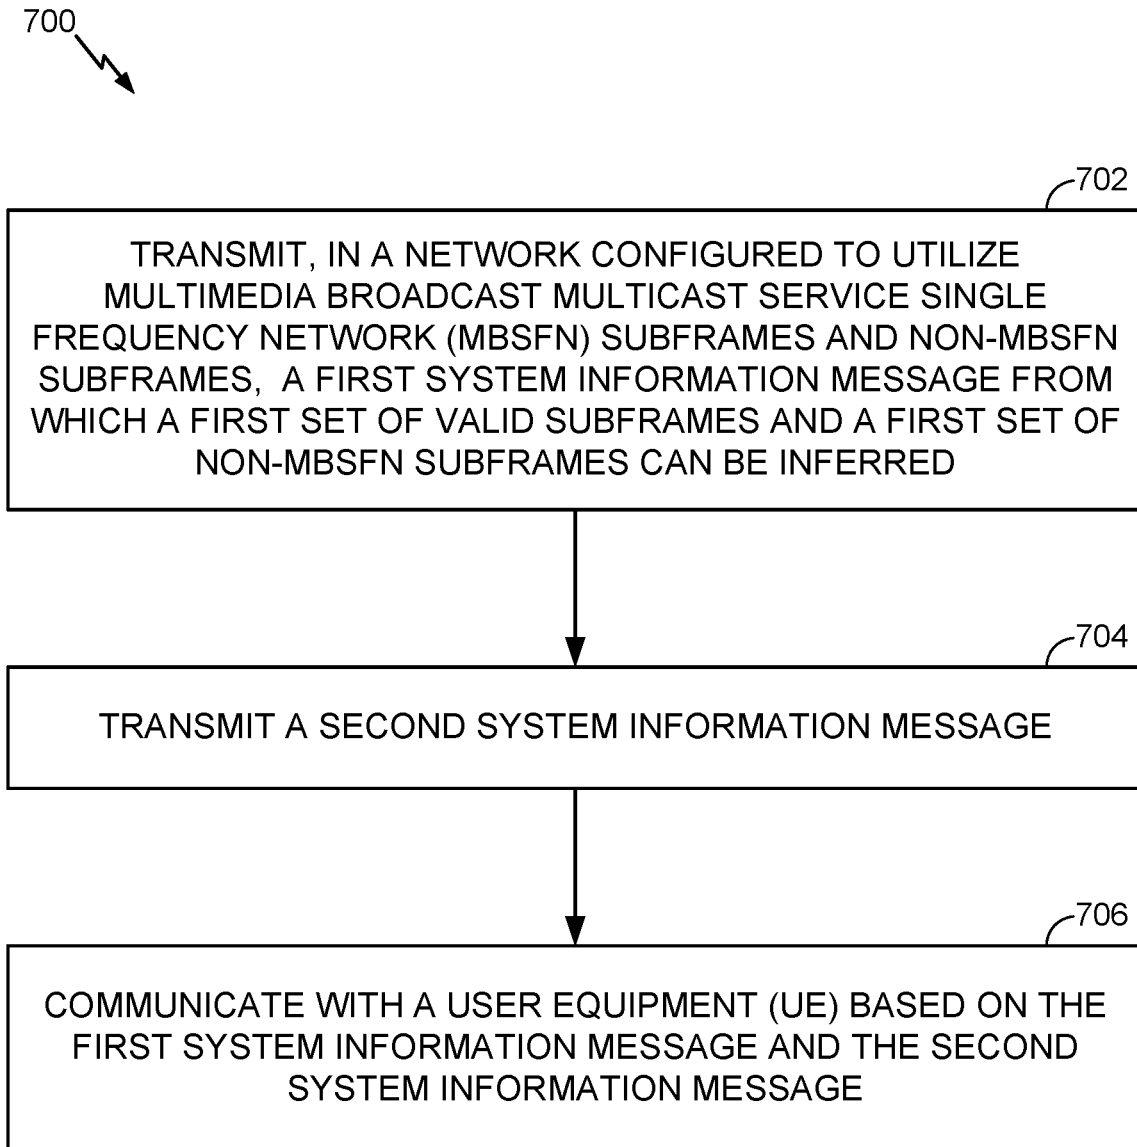 700
702
TRANSMIT, IN A NETWORK CONFIGURED TO UTILIZE
MULTIMEDIA BROADCAST MULTICAST SERVICE SINGLE
FREQUENCY NETWORK (MBSFN) SUBFRAMES AND NON-MBSFN
SUBFRAMES, A FIRST SYSTEM INFORMATION MESSAGE FROM
WHICH A FIRST SET OF VALID SUBFRAMES AND A FIRST SET OF
NON-MBSFN SUBFRAMES CAN BE INFERRED
704
TRANSMIT A SECOND SYSTEM INFORMATION MESSAGE
706
COMMUNICATE WITH A USER EQUIPMENT (UE) BASED ON THE
FIRST SYSTEM INFORMATION MESSAGE AND THE SECOND
SYSTEM INFORMATION MESSAGE